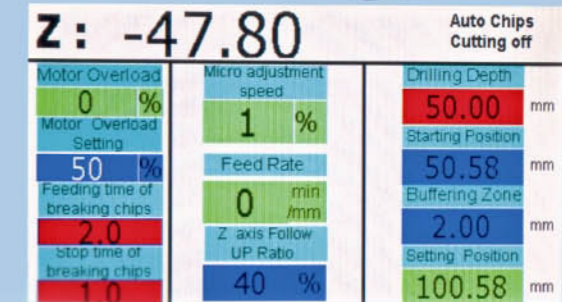 Z: -47.80
Auto Chips
Cutting off
Motor Overload
0 %
Motor Overload
Setting
50 %
Feeding time of
breaking chips
2.0
Stop time of
breaking chips
1.0
Micro adjustment
speed
1 %
Feed Rate
0 min
/mm
Z axis Follow
UP Ratio
40 %
Drilling Depth
50.00 mm
Starting Position
50.58 mm
Buffering Zone
2.00 mm
Setting Position
100.58 mm